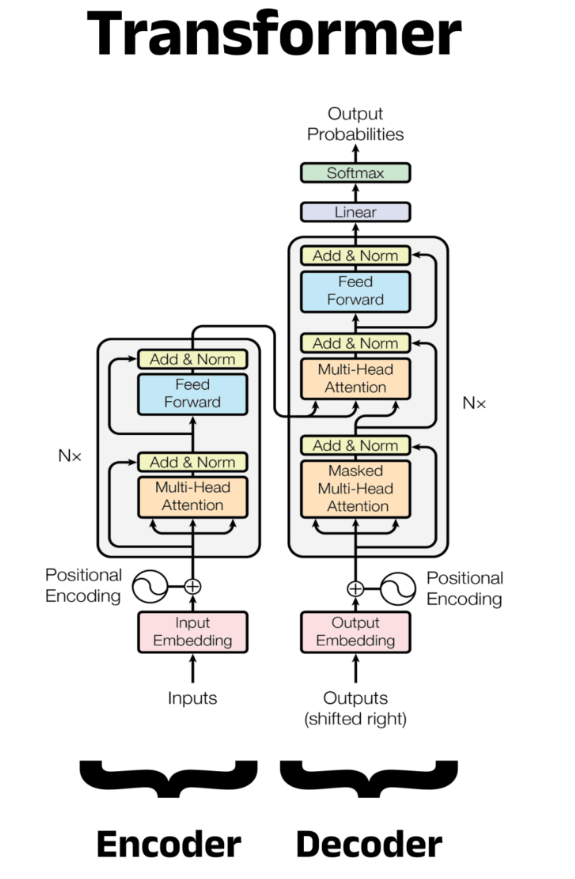 Transformer
Output
Probabilities
Softmax
Linear
Add & Norm
Feed
Forward
Add & Norm
Multi-Head
Attention
Add & Norm
Masked
Multi-Head
Attention
N×
Positional
Encoding
Output
Embedding
Outputs
(shifted right)
Add & Norm
Feed
Forward
Add & Norm
Multi-Head
Attention
N×
Positional
Encoding
Input
Embedding
Inputs
Encoder
Decoder